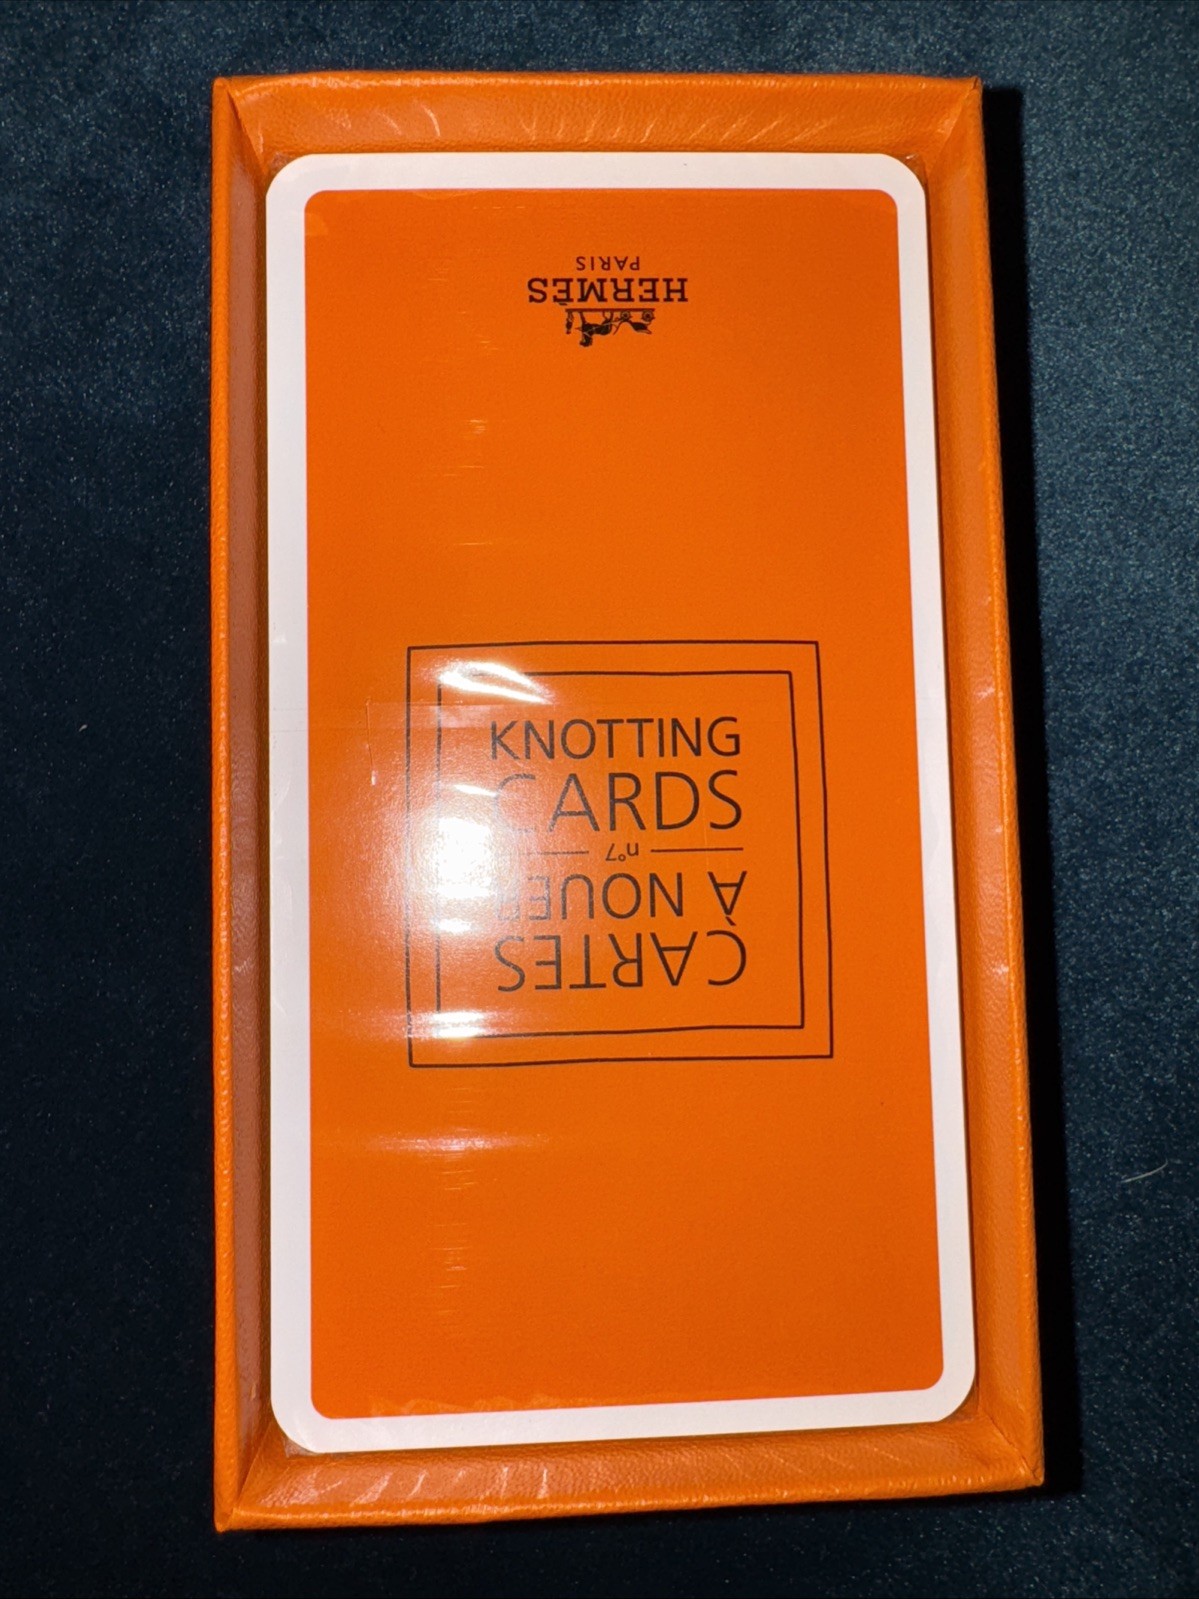 HERMÈS
PARIS
KNOTTING
CARDS
n°7
À NOUER
CARTES